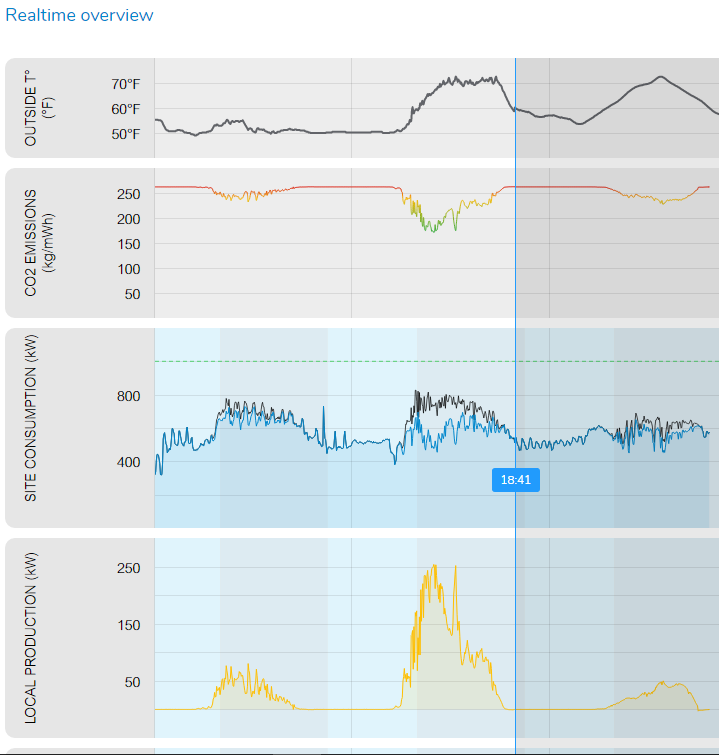 Realtime overview
OUTSIDE T°
(°F)
70°F
60°F
50°F
CO2 EMISSIONS
(kg/mWh)
250
200
150
100
50
SITE CONSUMPTION (kW)
800
400
18:41
LOCAL PRODUCTION (kW)
250
150
50